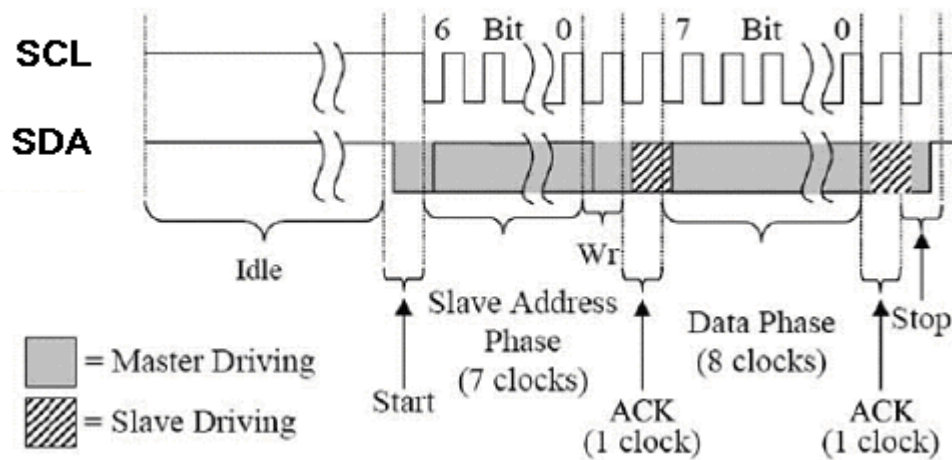 6 Bit 0 7 Bit 0
SCL
SDA
Idle
Wr
Slave Address
Phase
(7 clocks)
Data Phase
(8 clocks)
Stop
= Master Driving
= Slave Driving
Start
ACK
(1 clock)
ACK
(1 clock)